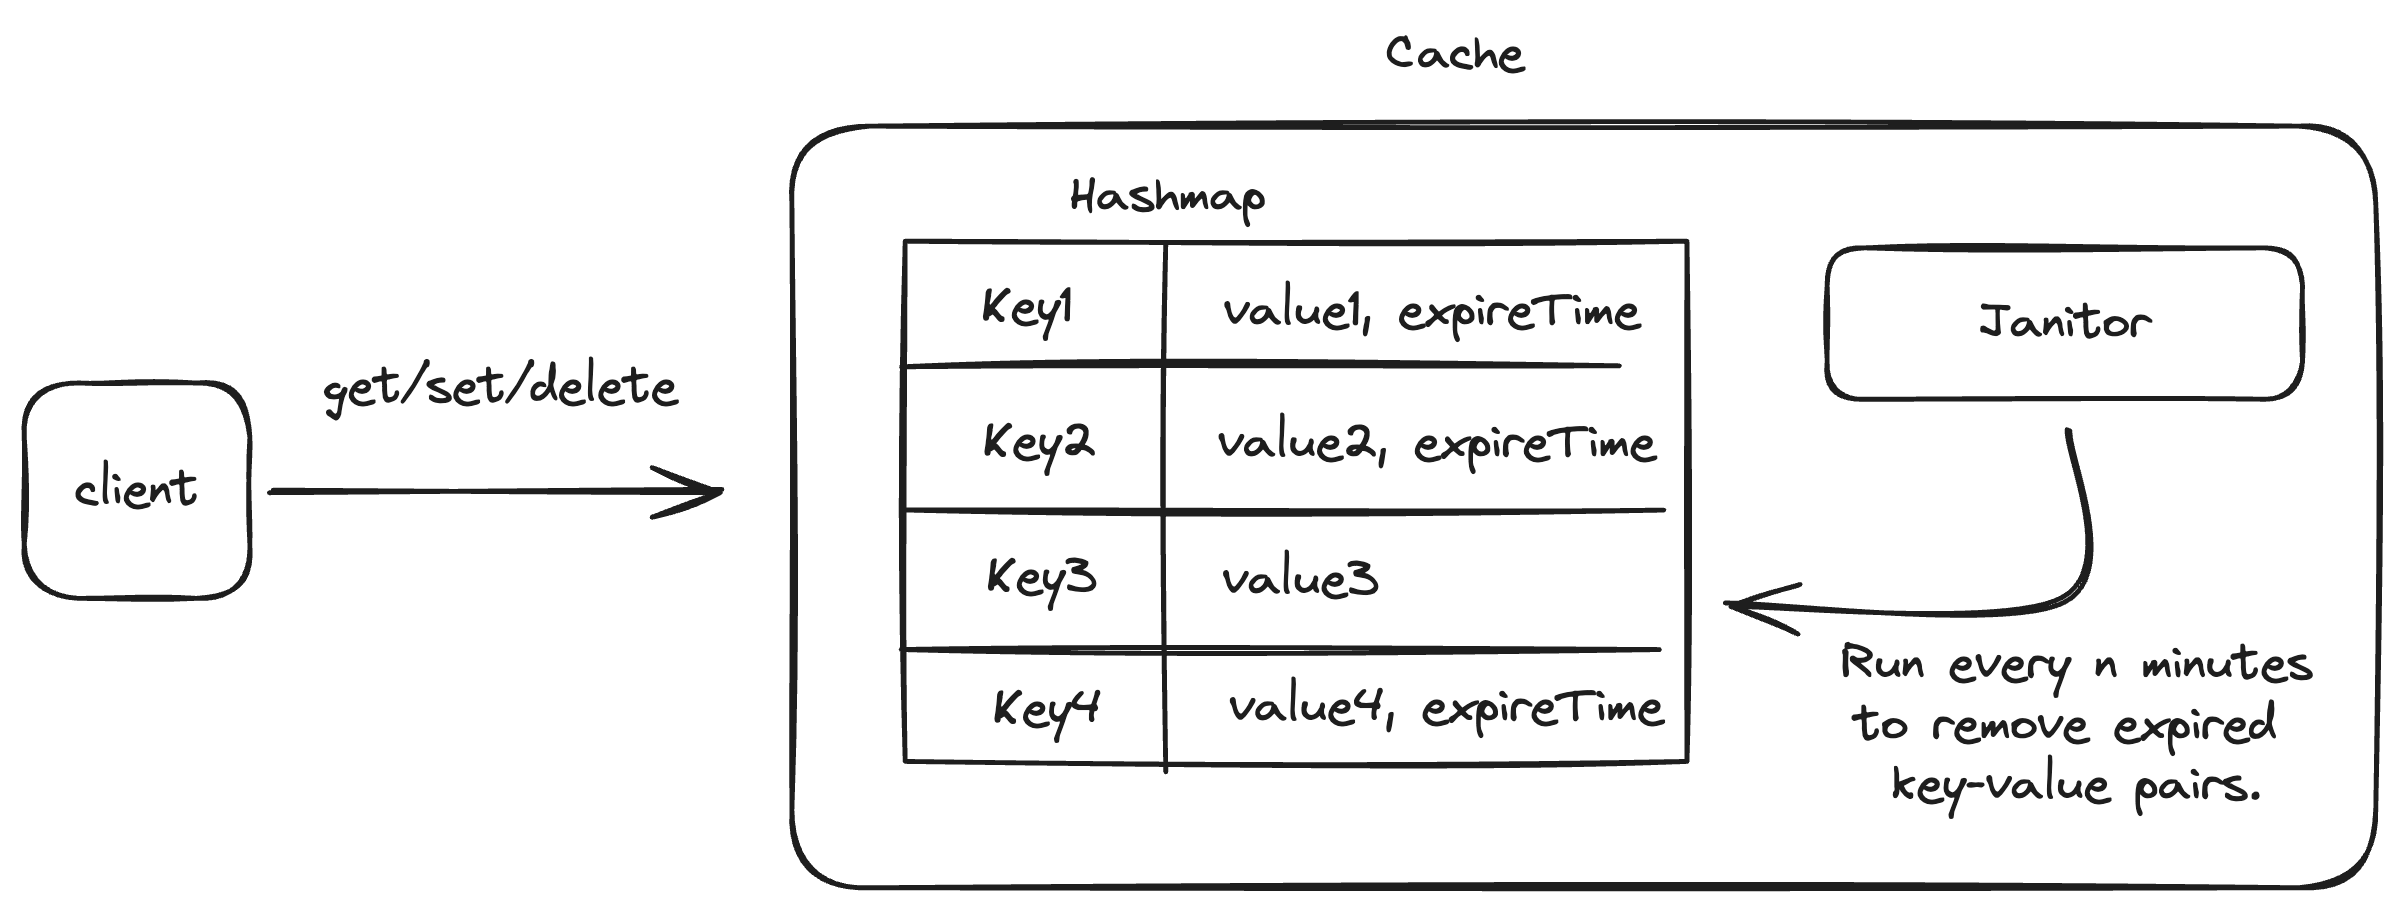 Cache
Hashmap
Key1 value1, expireTime
Janitor
get/set/delete
Key2 value2, expireTime
client
Key3 value3
Run every n minutes
to remove expired
key-value pairs.
Key4 value4, expireTime